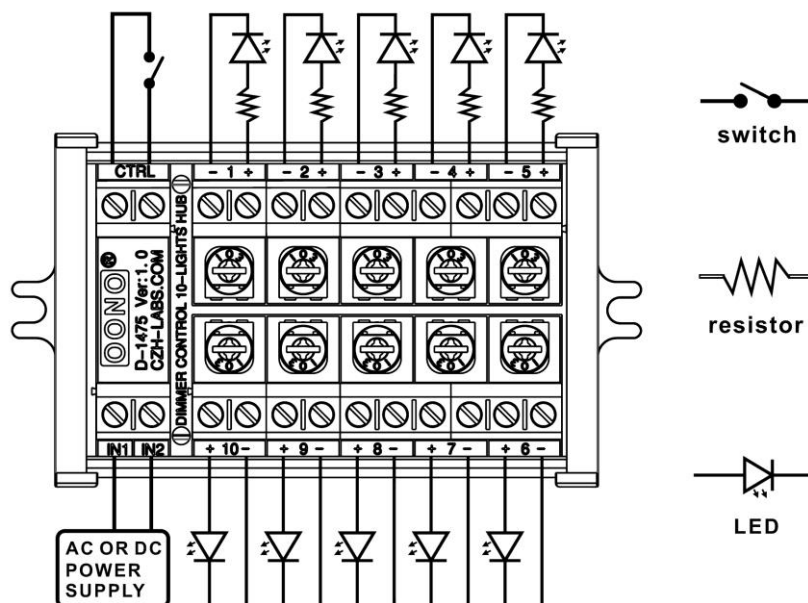 CTRL
- 1 +
- 2 +
- 3 +
- 4 +
- 5 +
OONO®
D-1475 Ver:1.0
CZH-LABS.COM
DIMMER CONTROL 10-LIGHTS HUB
IN1 IN2
+ 10 -
+ 9 -
+ 8 -
+ 7 -
+ 6 -
AC OR DC
POWER
SUPPLY
switch
resistor
LED